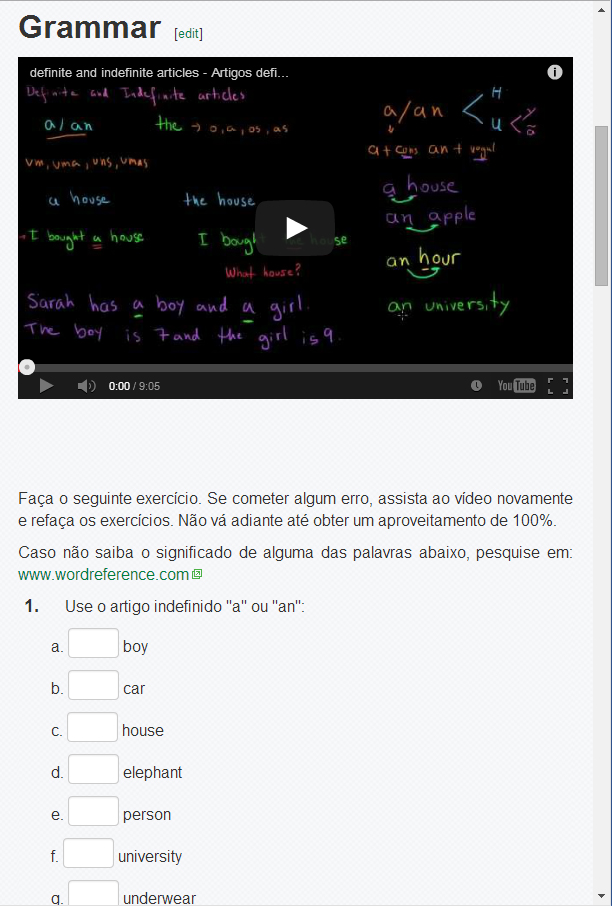 Grammar [edit]
definite and indefinite articles - Artigos defi...
Definite and Indefinite articles
a/an the → o, a, os, as
um, uma, uns, umas
a house the house
I bought a house I bought the house
What house?
Sarah has a boy and a girl.
The boy is 7 and the girl is 9.
a/an < H
U < y
a + cons an + vogal
a house
an apple
an hour
an university
0:00 / 9:05 YouTube
Faça o seguinte exercício. Se cometer algum erro, assista ao vídeo novamente
e refaça os exercícios. Não vá adiante até obter um aproveitamento de 100%.
Caso não saiba o significado de alguma das palavras abaixo, pesquise em:
www.wordreference.com
1. Use o artigo indefinido "a" ou "an":
a. boy
b. car
c. house
d. elephant
e. person
f. university
g. underwear